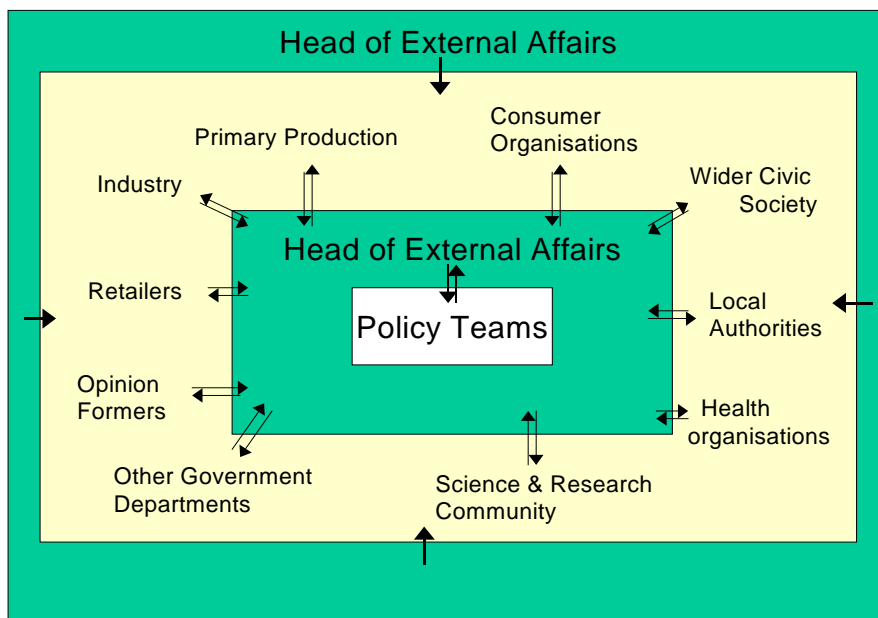 Head of External Affairs
Primary Production
Consumer
Organisations
Industry
Wider Civic
Society
Head of External Affairs
Retailers
Policy Teams
Local
Authorities
Opinion
Formers
Health
organisations
Other Government
Departments
Science & Research
Community